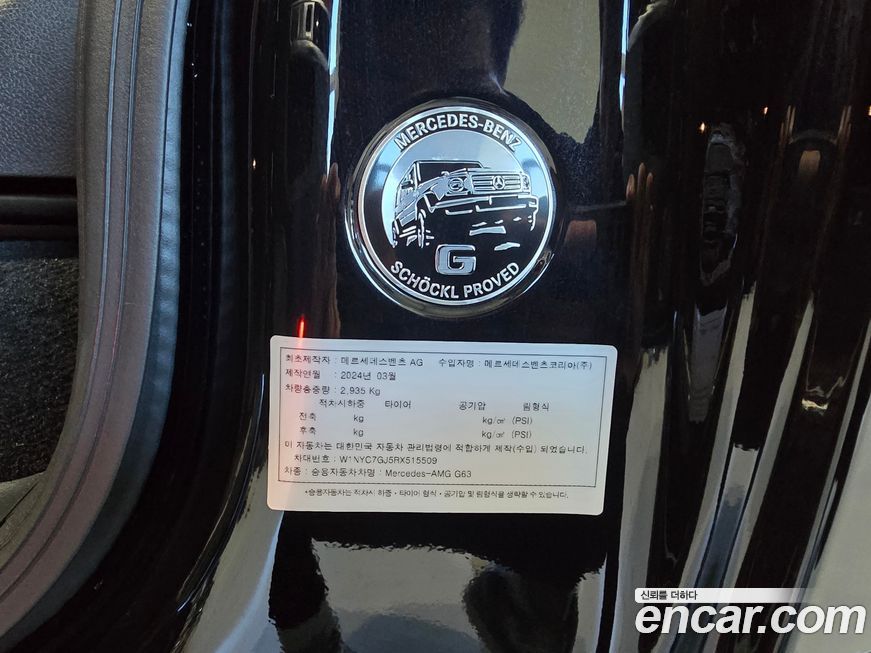 MERCEDES-BENZ
G
SCHÖCKL PROVED
최초제작자 : 메르세데스벤츠 AG 수입자명 : 메르세데스벤츠코리아(주)
제작연월 : 2024년 03월
차량총중량 : 2,935 Kg
적차시하중 타이어 공기압 림형식
전축 kg kg/㎠ (PSI)
후축 kg kg/㎠ (PSI)
이 자동차는 대한민국 자동차 관리법령에 적합하게 제작(수입) 되었습니다.
차대번호 : W1NYC7GJ5RX515509
차종 : 승용자동차차명 : Mercedes-AMG G63
*승용자동차는 적차시 하중・타이어 형식・공기압 및 림형식을 생략할 수 있습니다.
신뢰를 더하다
encar.com